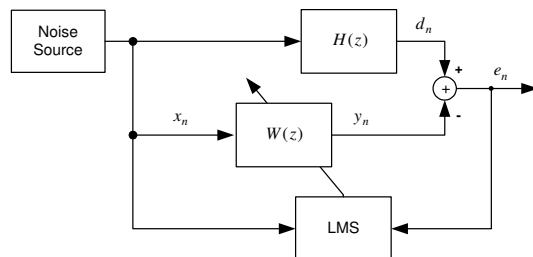 Noise
Source
H(z)
d_n
+
+
-
e_n
x_n
W(z)
y_n
LMS